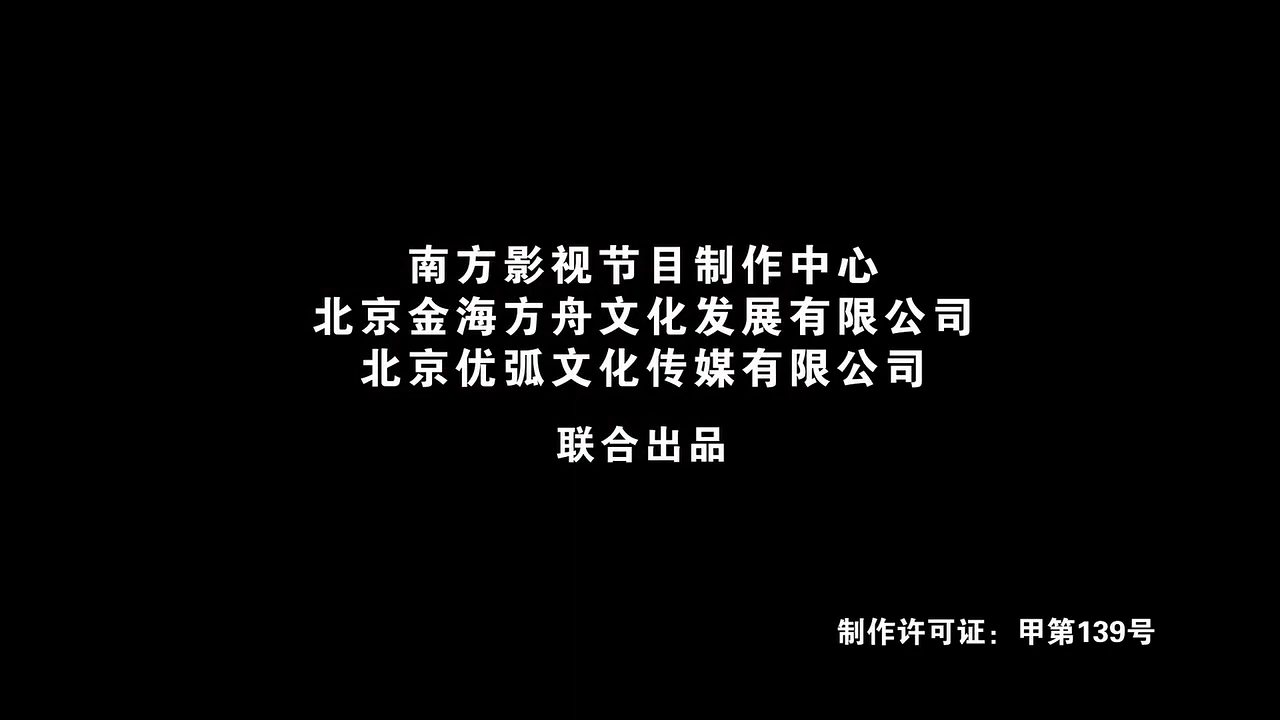 南方影视节目制作中心
北京金海方舟文化发展有限公司
北京优弧文化传媒有限公司
联合出品
制作许可证：甲第139号